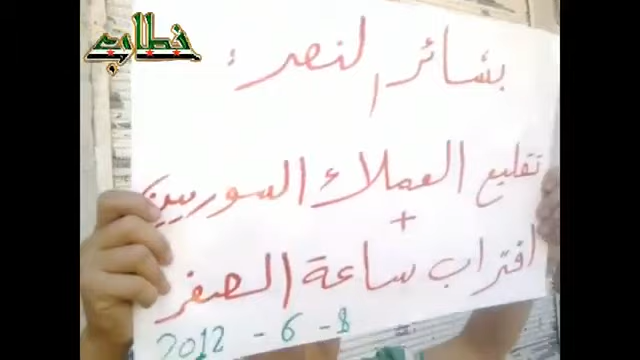 خطاب
بشائر النصر:
تقليع العملاء السوريين
+
اقتراب ساعة الصفر
2012 - 6 - 8